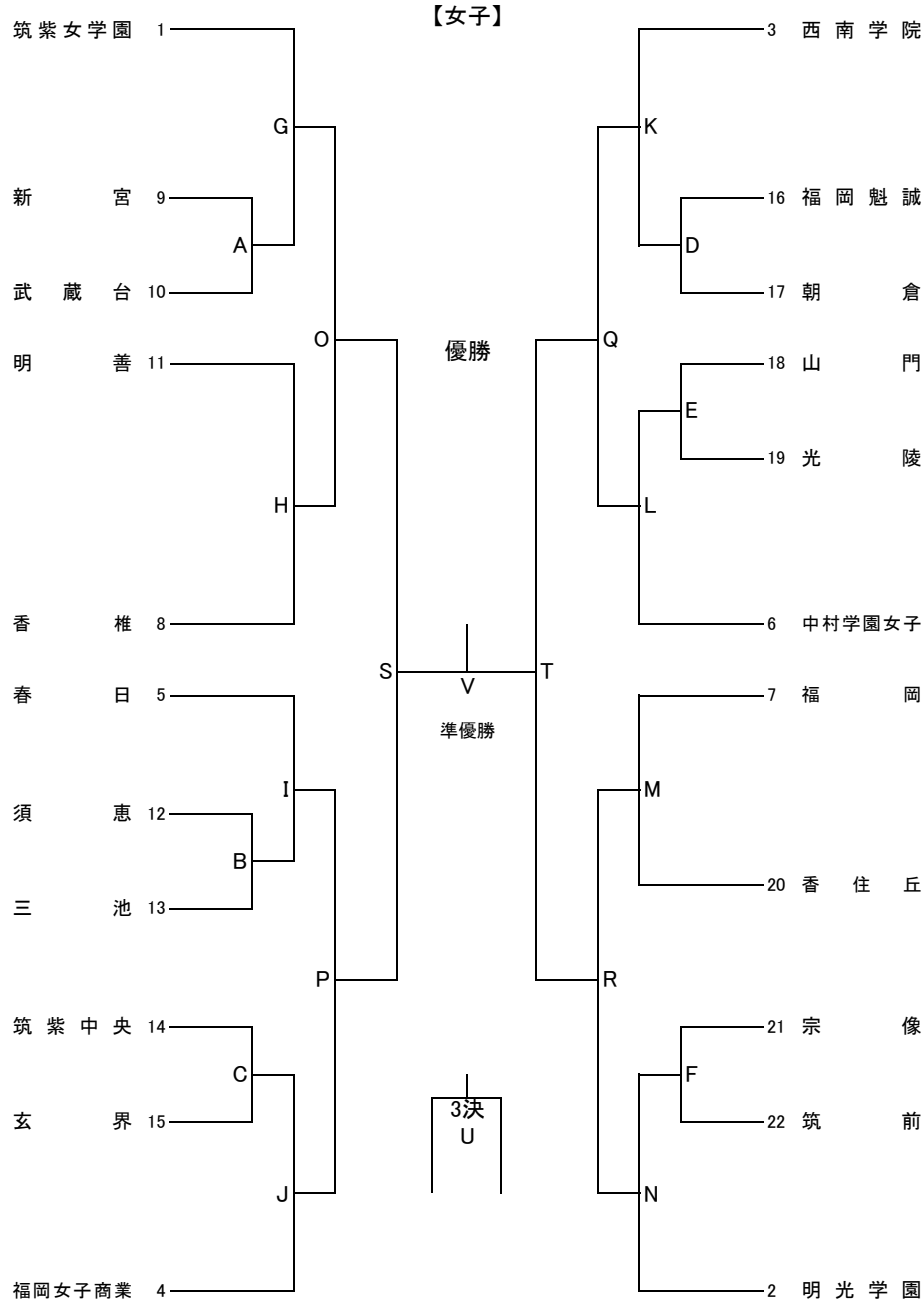 【女子】
筑紫女学園 1
3 西南学院
G
K
新宮 9
16 福岡魁誠
A
D
武蔵台 10
17 朝倉
O
優勝
Q
明善 11
18 山門
E
19 光陵
H
L
香椎 8
6 中村学園女子
S
V
T
春日 5
7 福岡
準優勝
I
M
須恵 12
B
20 香住丘
三池 13
P
R
筑紫中央 14
21 宗像
C
F
3決
U
玄界 15
22 筑前
J
N
福岡女子商業 4
2 明光学園